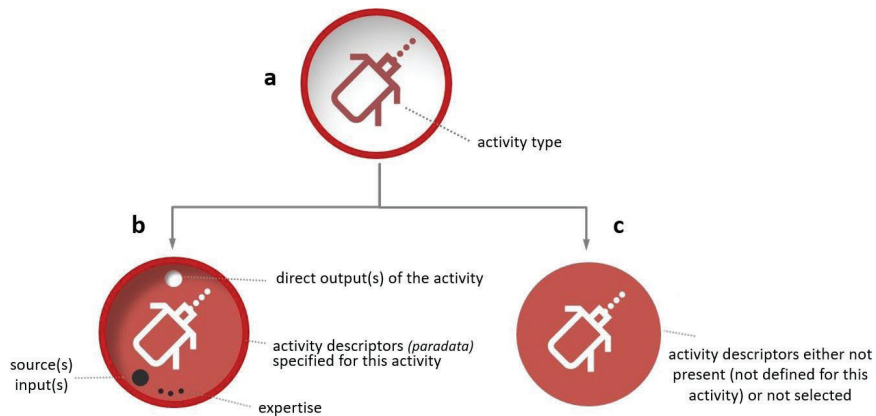 a
activity type
b
c
direct output(s) of the activity
activity descriptors (paradata)
specified for this activity
source(s)
input(s)
expertise
activity descriptors either not
present (not defined for this
activity) or not selected